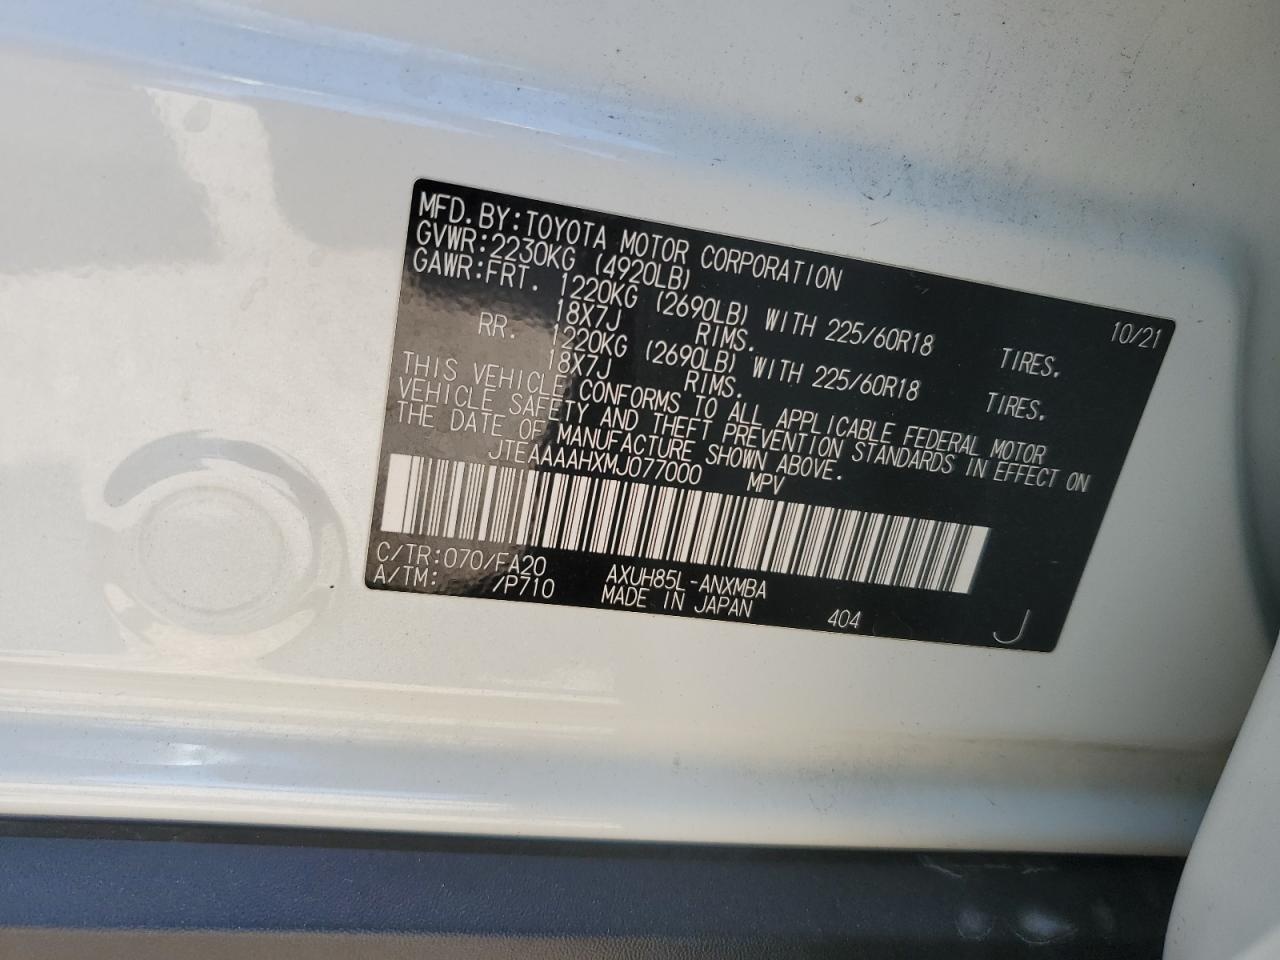 MFD.BY:TOYOTA MOTOR CORPORATION 10/21
GVWR:2230KG (4920LB)
GAWR:FRT. 1220KG (2690LB) WITH 225/60R18 TIRES.
18X7J RIMS.
RR. 1220KG (2690LB) WITH 225/60R18 TIRES.
18X7J RIMS.
THIS VEHICLE CONFORMS TO ALL APPLICABLE FEDERAL MOTOR
VEHICLE SAFETY AND THEFT PREVENTION STANDARDS IN EFFECT ON
THE DATE OF MANUFACTURE SHOWN ABOVE.
JTEAAAAHXMJ077000 MPV
C/TR:070/FA20 AXUH85L-ANXMBA
A/TM: /P710 MADE IN JAPAN 404 J